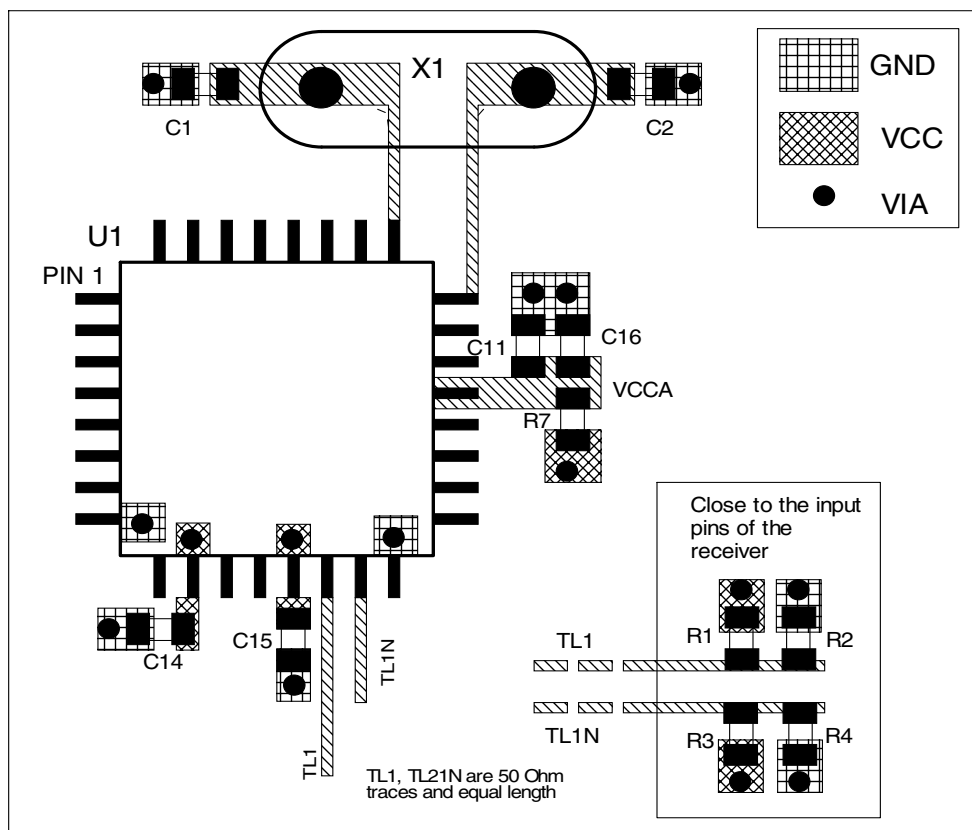 X1
C1
C2
GND
VCC
VIA
U1
PIN 1
C11
C16
VCCA
R7
Close to the input
pins of the
receiver
R1
R2
TL1
TL1N
R3
R4
C14
C15
TL1
TL1N
TL1, TL21N are 50 Ohm
traces and equal length